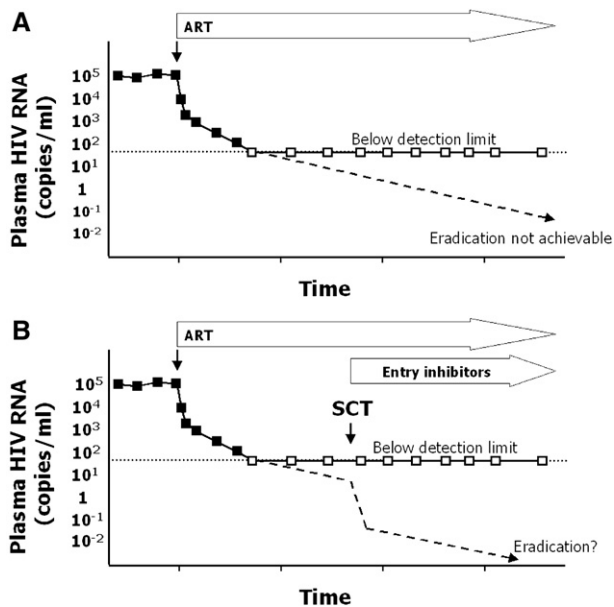 A
ART
Plasma HIV RNA
(copies/ml)
10⁵
10⁴
10³
10²
10¹
1
10⁻¹
10⁻²
Below detection limit
Eradication not achievable
Time
B
ART
Entry inhibitors
SCT
Plasma HIV RNA
(copies/ml)
10⁵
10⁴
10³
10²
10¹
1
10⁻¹
10⁻²
Below detection limit
Eradication?
Time